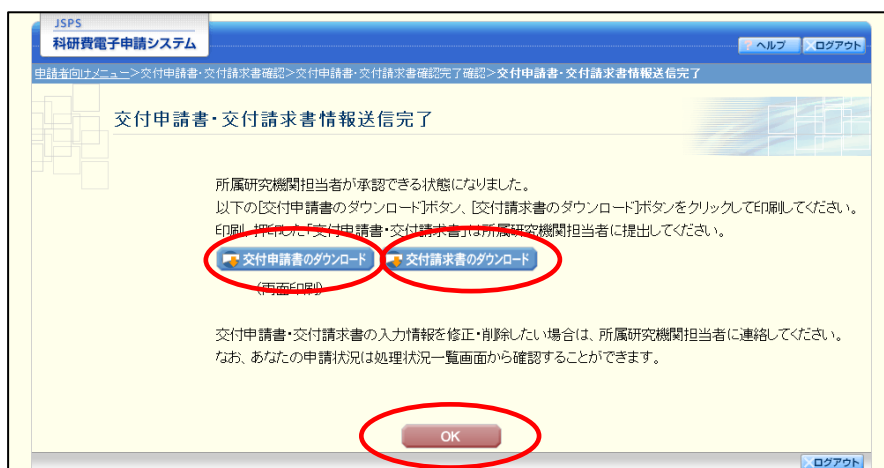 JSPS
科研費電子申請システム
? ヘルプ
×ログアウト
申請者向けメニュー>交付申請書・交付請求書確認>交付申請書・交付請求書確認完了確認>交付申請書・交付請求書情報送信完了
交付申請書・交付請求書情報送信完了
所属研究機関担当者が承認できる状態になりました。
以下の[交付申請書のダウンロード]ボタン、[交付請求書のダウンロード]ボタンをクリックして印刷してください。
印刷、押印した「交付申請書・交付請求書」は所属研究機関担当者に提出してください。
交付申請書のダウンロード
交付請求書のダウンロード
(両面印刷)
交付申請書・交付請求書の入力情報を修正・削除したい場合は、所属研究機関担当者に連絡してください。
なお、あなたの申請状況は処理状況一覧画面から確認することができます。
OK
×ログアウト